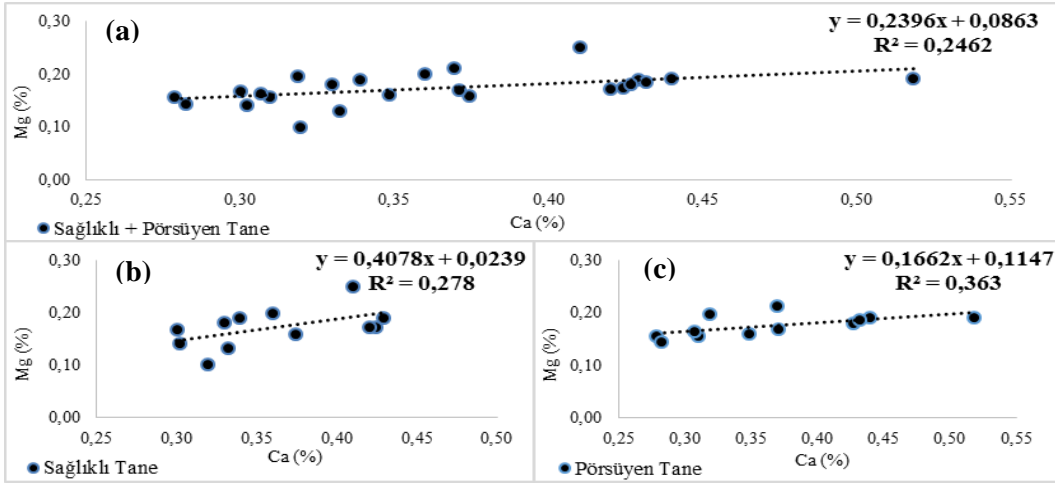 (a)
y = 0,2396x + 0,0863
R² = 0,2462
Mg (%)
0,30
0,20
0,10
0,00
0,25 0,30 0,35 0,40 0,45 0,50 0,55
Ca (%)
Sağlıklı + Pörsüyen Tane
(b)
y = 0,4078x + 0,0239
R² = 0,278
Mg (%)
0,30
0,20
0,10
0,00
0,25 0,30 0,35 0,40 0,45 0,50
Ca (%)
Sağlıklı Tane
(c)
y = 0,1662x + 0,1147
R² = 0,363
Mg (%)
0,30
0,20
0,10
0,00
0,25 0,30 0,35 0,40 0,45 0,50 0,55
Ca (%)
Pörsüyen Tane